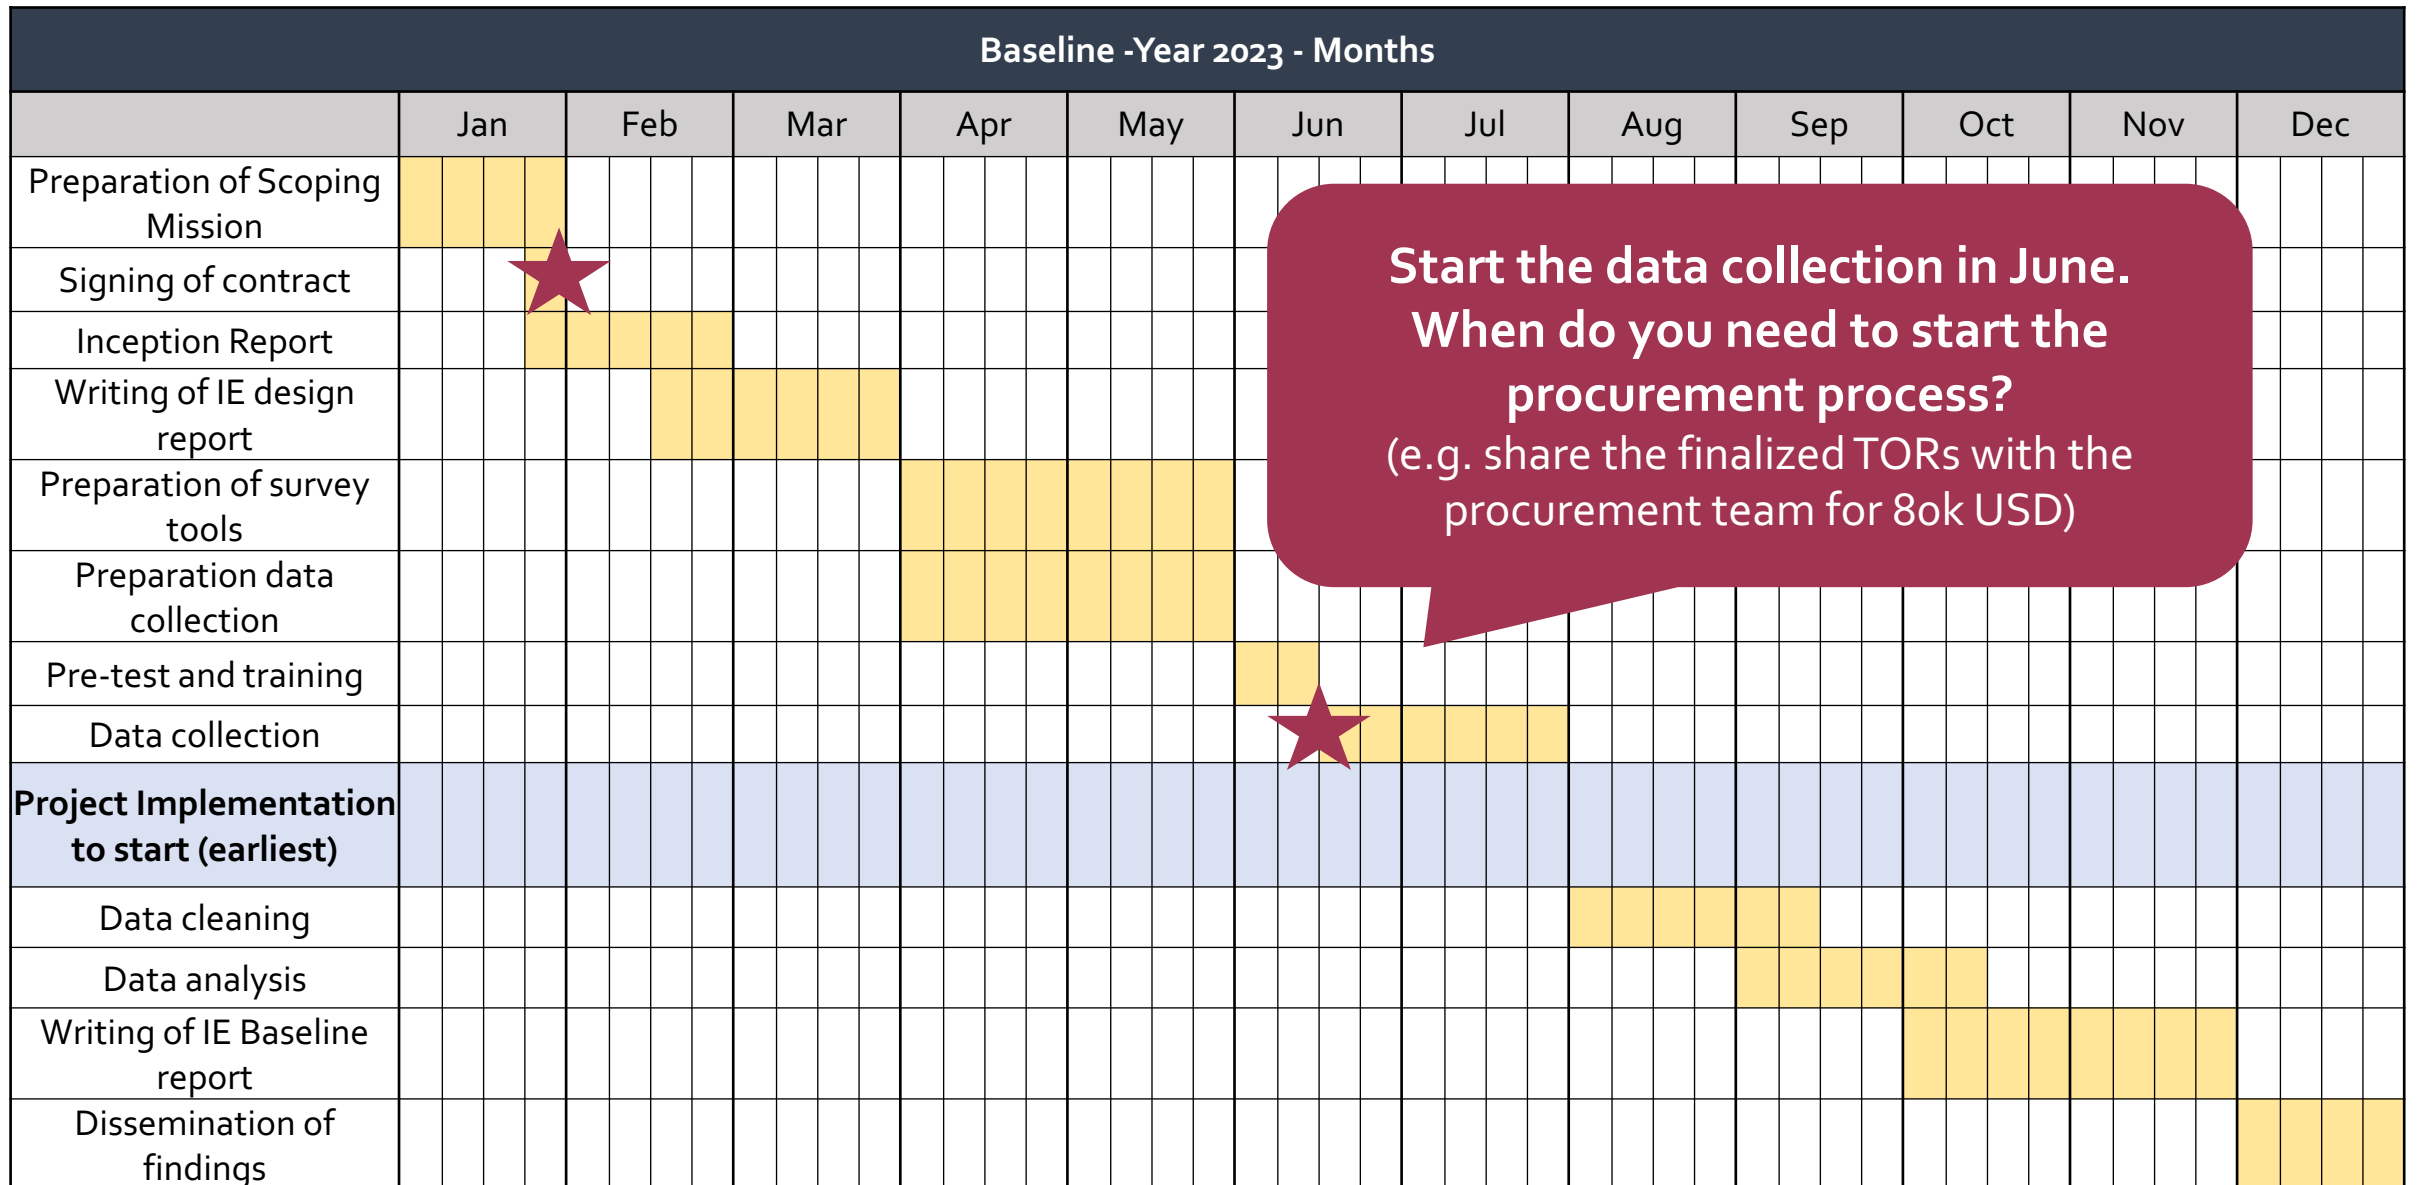 Baseline -Year 2023 - Months
Jan Feb Mar Apr May Jun Jul Aug Sep Oct Nov Dec
Preparation of Scoping
Mission
Signing of contract
Inception Report
Writing of IE design
report
Preparation of survey
tools
Preparation data
collection
Pre-test and training
Data collection
Project Implementation
to start (earliest)
Data cleaning
Data analysis
Writing of IE Baseline
report
Dissemination of
findings
Start the data collection in June.
When do you need to start the
procurement process?
(e.g. share the finalized TORs with the
procurement team for 80k USD)